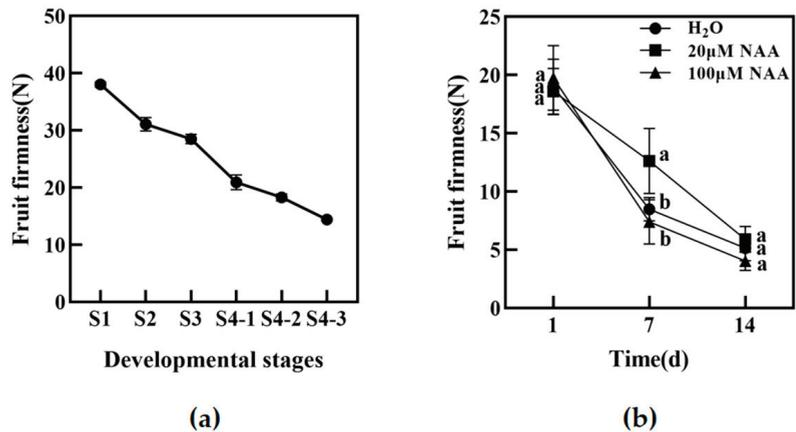 50
40
30
20
10
0
Fruit firmness(N)
S1 S2 S3 S4-1 S4-2 S4-3
Developmental stages
(a)
25
20
15
10
5
0
Fruit firmness(N)
H₂O
20μM NAA
100μM NAA
a
a
a
a
b
b
a
a
a
1 7 14
Time(d)
(b)